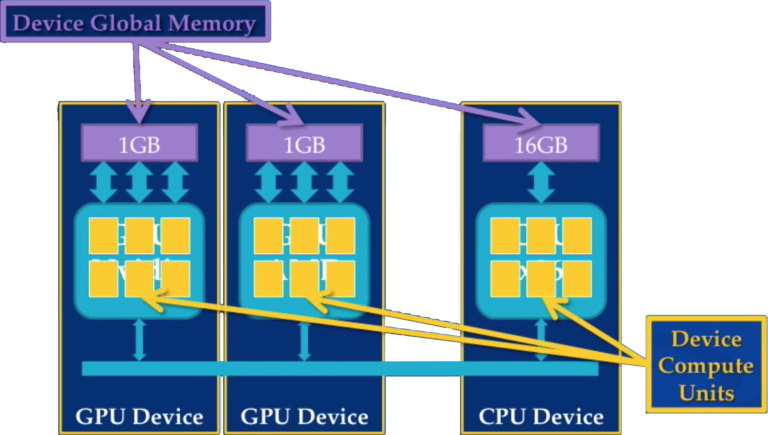 Device Global Memory
1GB
1GB
16GB
Device
Compute
Units
GPU Device
GPU Device
CPU Device